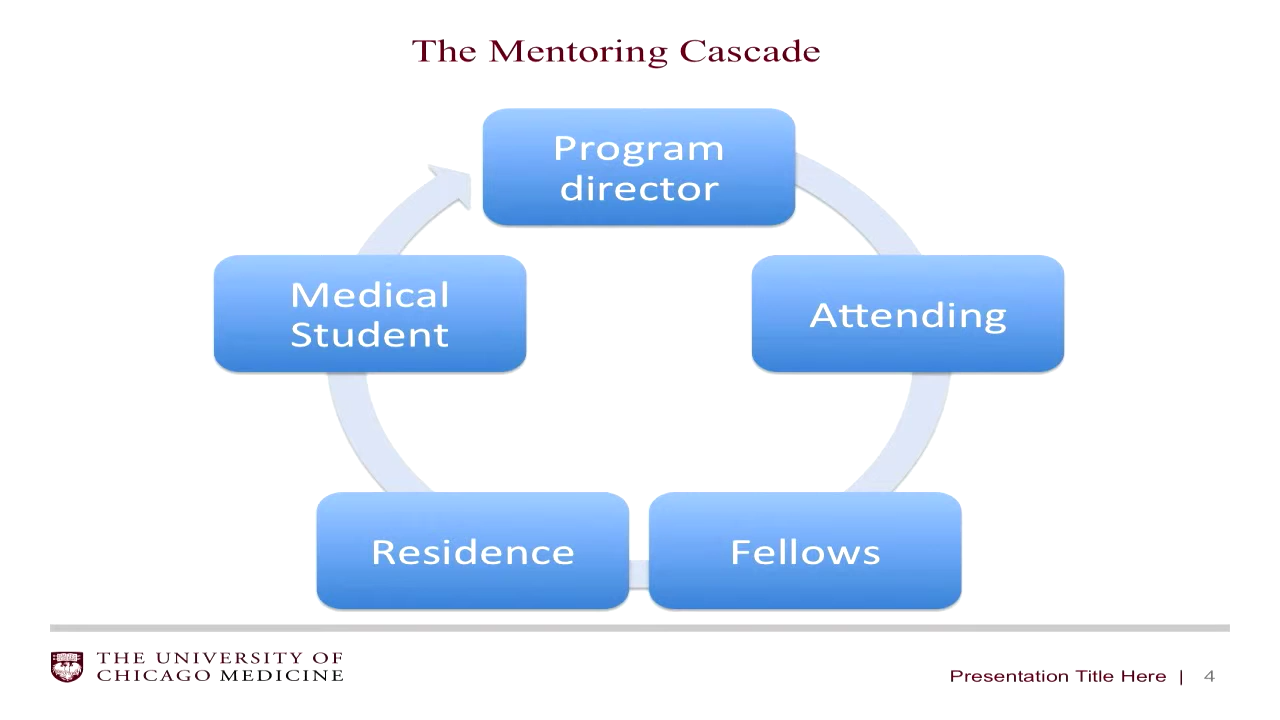 The Mentoring Cascade
Program
director
Attending
Fellows
Residence
Medical
Student
THE UNIVERSITY OF
CHICAGO MEDICINE
Presentation Title Here | 4